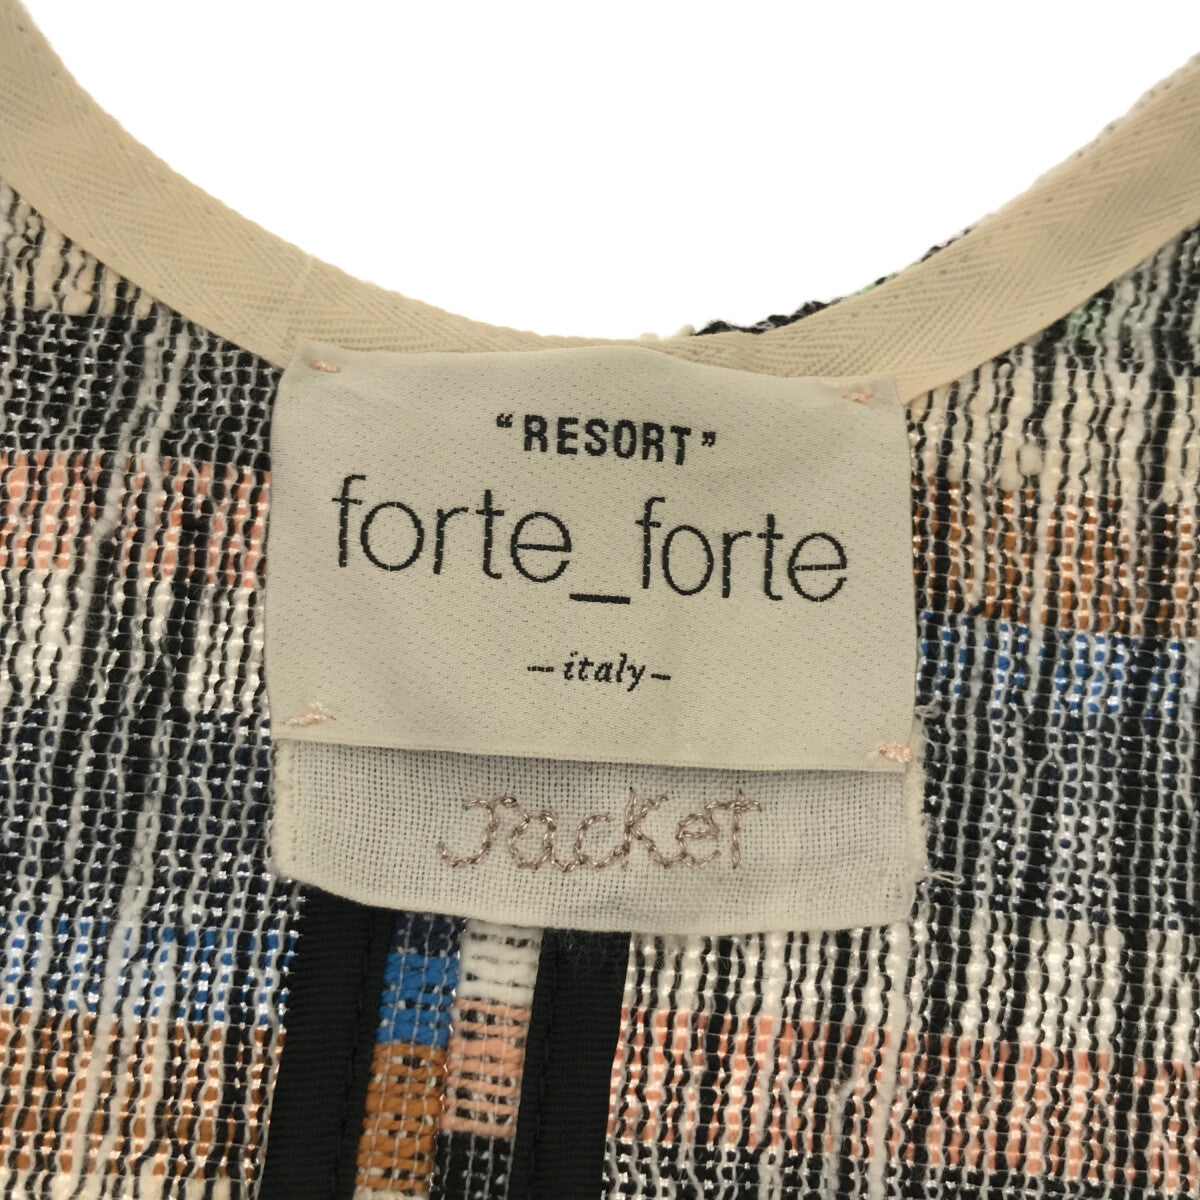 “RESORT”
forte_forte
–italy–
Jacket